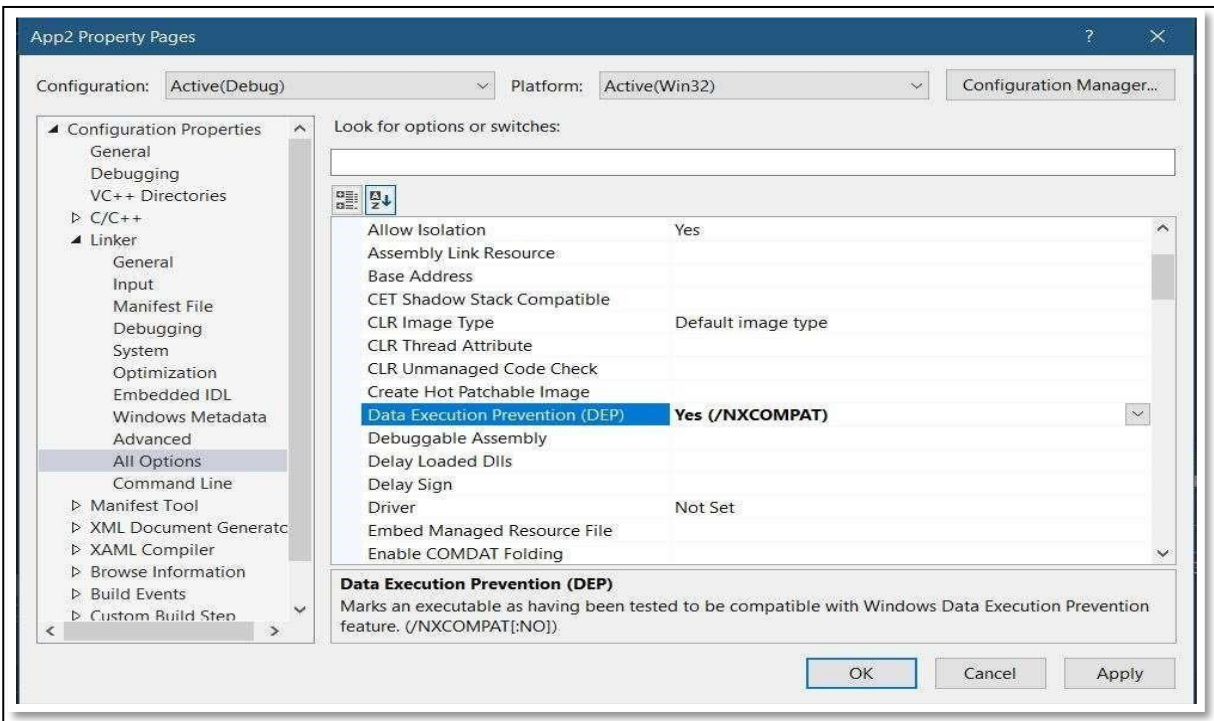 App2 Property Pages
Configuration: Active(Debug) Platform: Active(Win32) Configuration Manager...
Configuration Properties
General
Debugging
VC++ Directories
C/C++
Linker
General
Input
Manifest File
Debugging
System
Optimization
Embedded IDL
Windows Metadata
Advanced
All Options
Command Line
Manifest Tool
XML Document Generatc
XAML Compiler
Browse Information
Build Events
Custom Build Step
Look for options or switches:
Allow Isolation Yes
Assembly Link Resource
Base Address
CET Shadow Stack Compatible
CLR Image Type Default image type
CLR Thread Attribute
CLR Unmanaged Code Check
Create Hot Patchable Image
Data Execution Prevention (DEP) Yes (/NXCOMPAT)
Debuggable Assembly
Delay Loaded Dlls
Delay Sign
Driver Not Set
Embed Managed Resource File
Enable COMDAT Folding
Data Execution Prevention (DEP)
Marks an executable as having been tested to be compatible with Windows Data Execution Prevention
feature. (/NXCOMPAT[:NO])
OK Cancel Apply